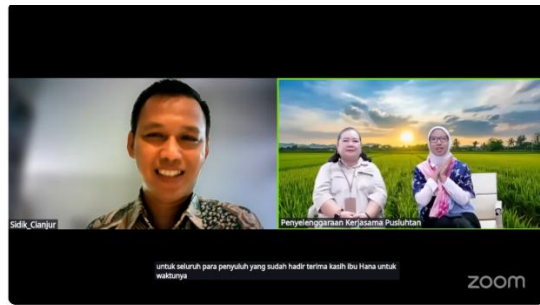 Sidik_Cianjur
Penyelenggaraan Kerjasama Pusluhtan
untuk seluruh para penyuluh yang sudah hadir terima kasih Ibu Hana untuk
waktunya
zoom